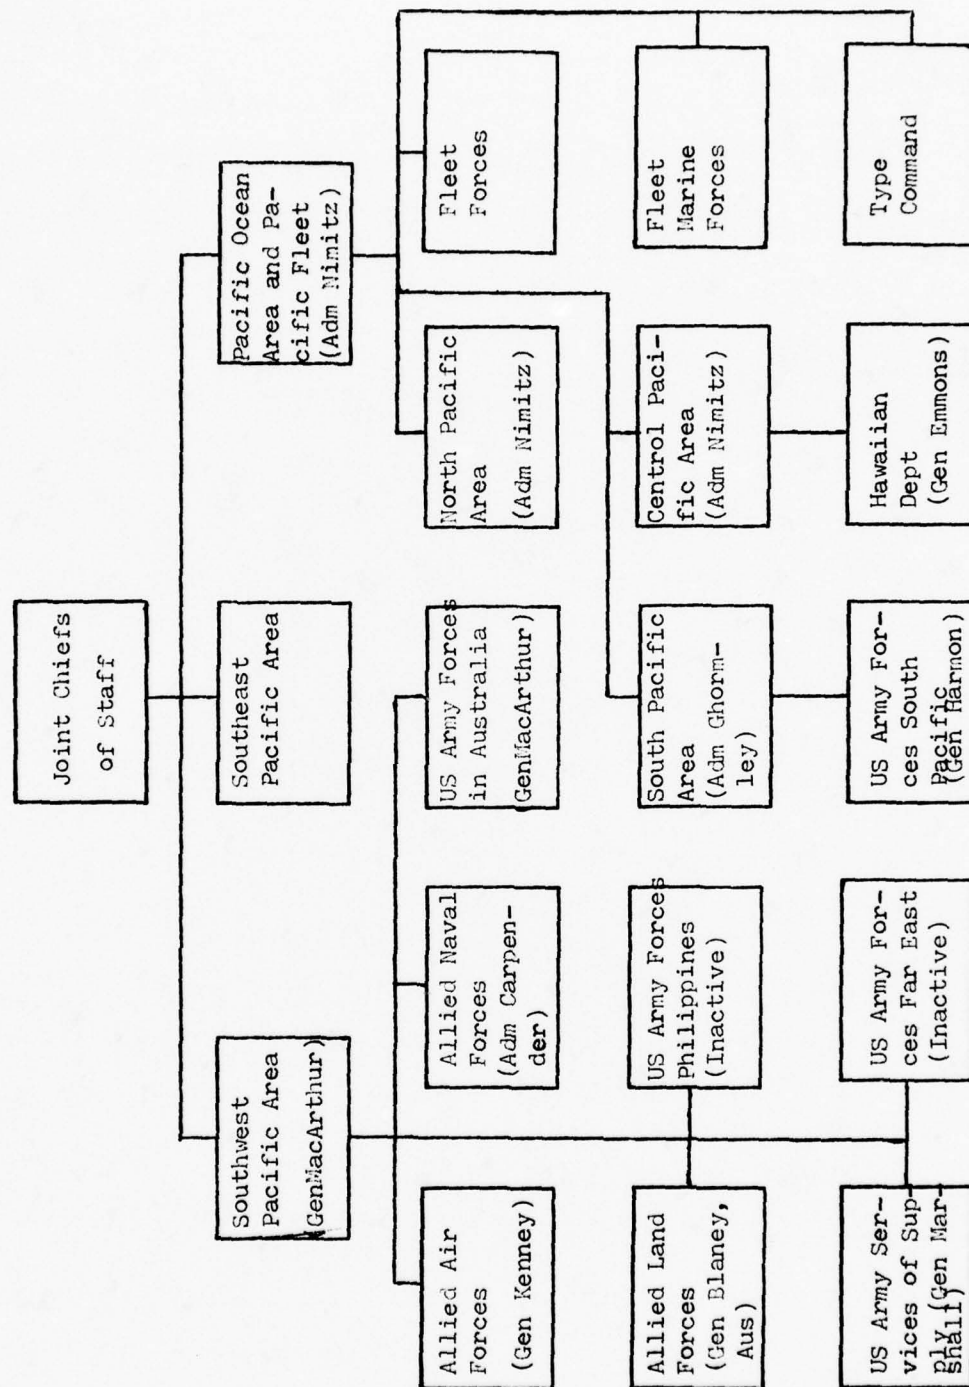 Joint Chiefs
of Staff
Southwest
Pacific Area
(GenMacArthur)
Southeast
Pacific Area
Pacific Ocean
Area and Pa-
cific Fleet
(Adm Nimitz)
Allied Air
Forces
(Gen Kenney)
Allied Naval
Forces
(Adm Carpen-
der)
US Army Forces
in Australia
(GenMacArthur)
North Pacific
Area
(Adm Nimitz)
Fleet
Forces
Allied Land
Forces
(Gen Blaney,
Aus)
US Army Forces
Philippines
(Inactive)
South Pacific
Area
(Adm Ghorm-
ley)
Central Paci-
fic Area
(Adm Nimitz)
Fleet
Marine
Forces
US Army Ser-
vices of Sup-
ply (Gen Mar-
shall)
US Army For-
ces Far East
(Inactive)
US Army For-
ces South
Pacific
(Gen Harmon)
Hawaiian
Dept
(Gen Emmons)
Type
Command